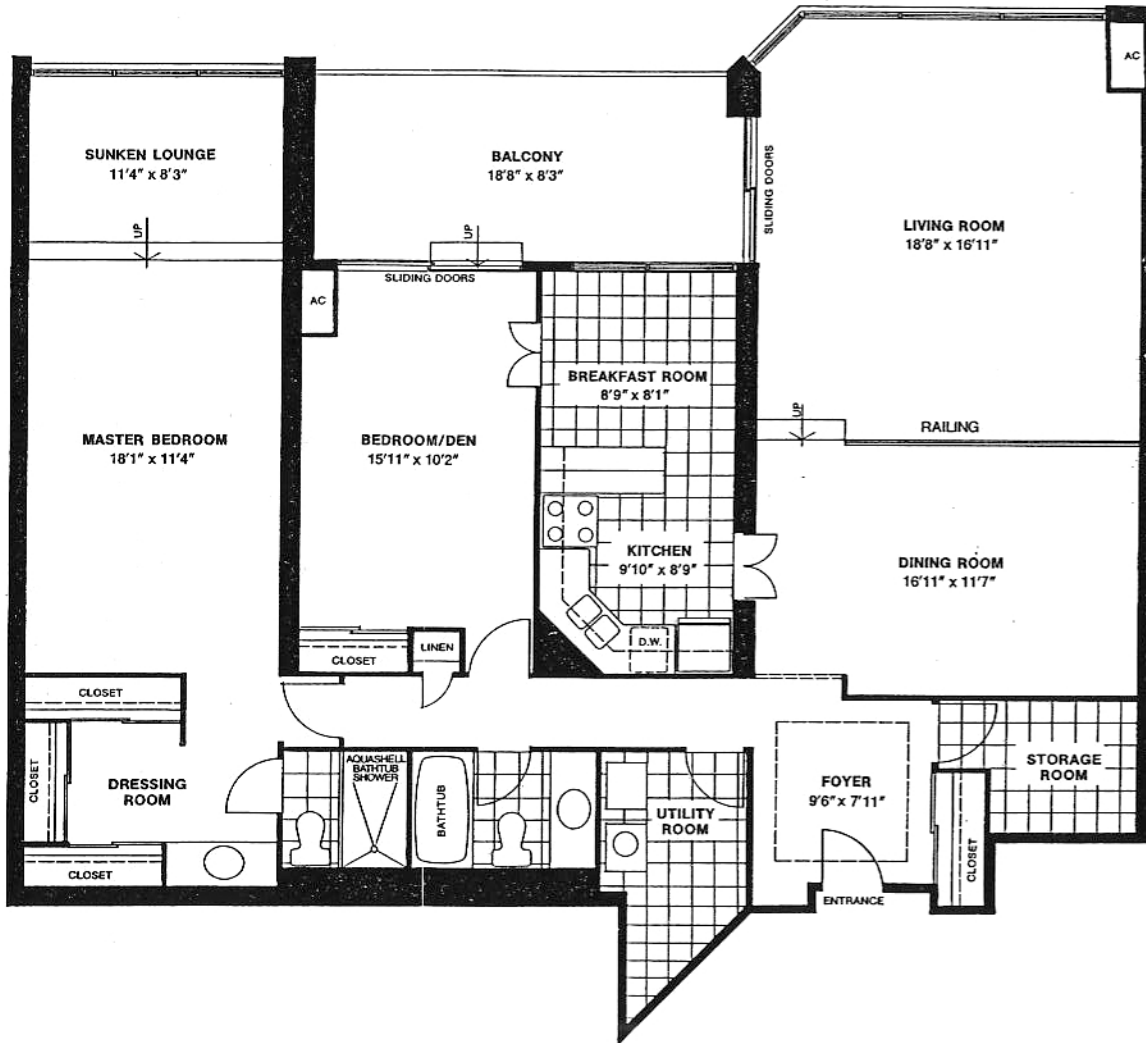 AC
SUNKEN LOUNGE
11'4" x 8'3"
BALCONY
18'8" x 8'3"
SLIDING DOORS
LIVING ROOM
18'8" x 16'11"
UP
UP
SLIDING DOORS
AC
BREAKFAST ROOM
8'9" x 8'1"
MASTER BEDROOM
18'1" x 11'4"
BEDROOM/DEN
15'11" x 10'2"
UP
RAILING
KITCHEN
9'10" x 8'9"
DINING ROOM
16'11" x 11'7"
D.W.
LINEN
CLOSET
CLOSET
CLOSET
DRESSING
ROOM
AQUASHELL
BATHTUB
SHOWER
BATHTUB
UTILITY
ROOM
FOYER
9'6" x 7'11"
STORAGE
ROOM
CLOSET
CLOSET
ENTRANCE